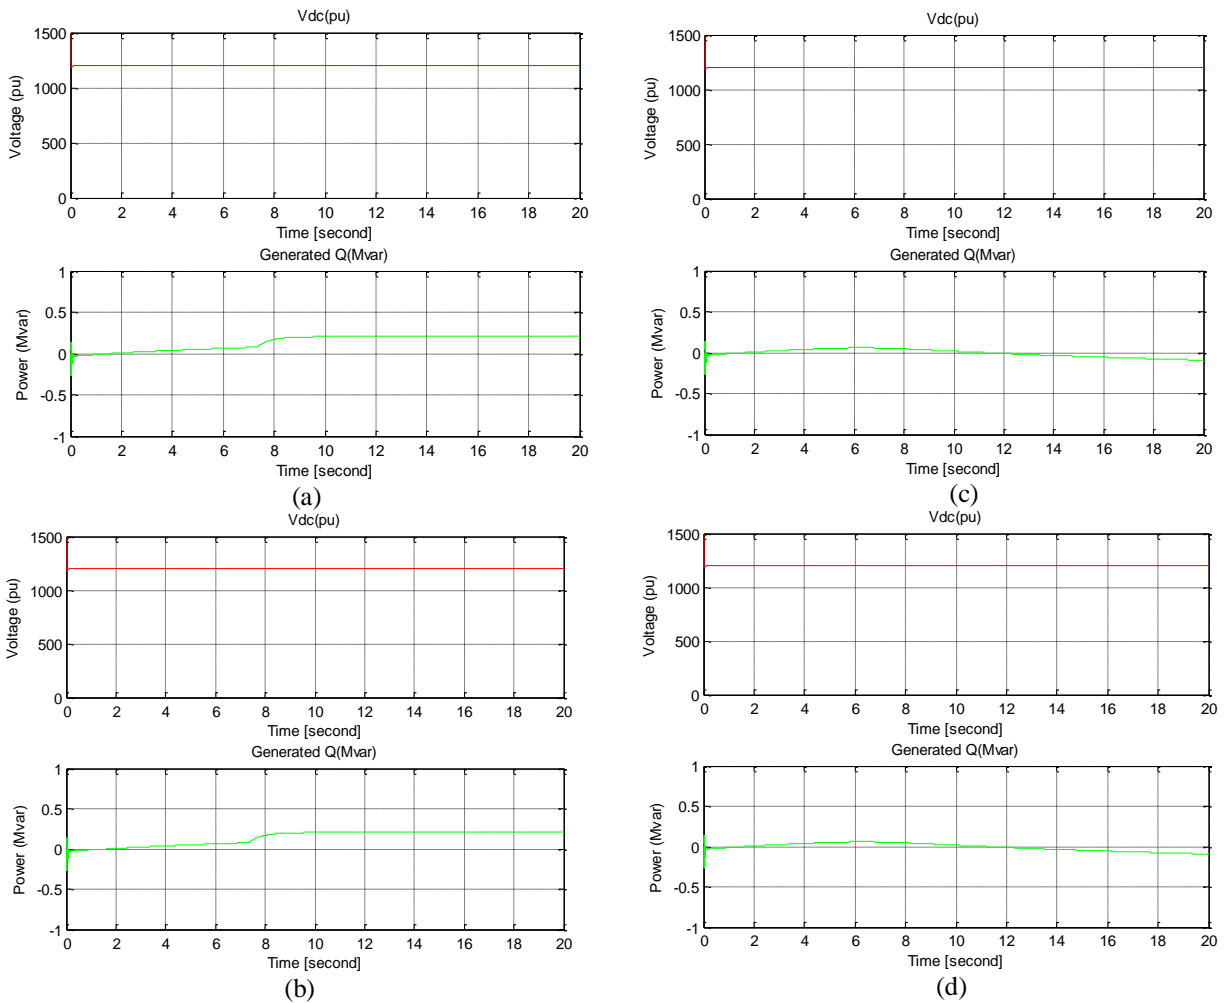 Vdc(pu)
1500
1000
500
0
Voltage (pu)
0 2 4 6 8 10 12 14 16 18 20
Time [second]
Generated Q(Mvar)
1
0.5
0
-0.5
-1
Power (Mvar)
0 2 4 6 8 10 12 14 16 18 20
Time [second]
(a)
Vdc(pu)
1500
1000
500
0
Voltage (pu)
0 2 4 6 8 10 12 14 16 18 20
Time [second]
Generated Q(Mvar)
1
0.5
0
-0.5
-1
Power (Mvar)
0 2 4 6 8 10 12 14 16 18 20
Time [second]
(b)
Vdc(pu)
1500
1000
500
0
Voltage (pu)
0 2 4 6 8 10 12 14 16 18 20
Time [second]
Generated Q(Mvar)
1
0.5
0
-0.5
-1
Power (Mvar)
0 2 4 6 8 10 12 14 16 18 20
Time [second]
(c)
Vdc(pu)
1500
1000
500
0
Voltage (pu)
0 2 4 6 8 10 12 14 16 18 20
Time [second]
Generated Q(Mvar)
1
0.5
0
-0.5
-1
Power (Mvar)
0 2 4 6 8 10 12 14 16 18 20
Time [second]
(d)